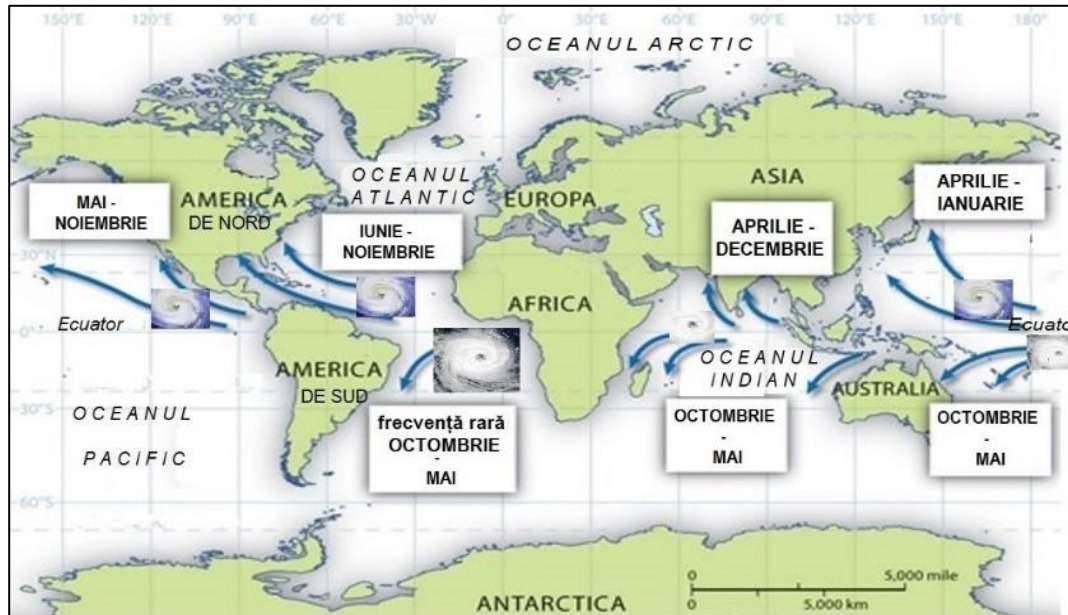 150°E 120°W 90°W 60°W 30°W 0° 30°E 60°E 90°E 120°E 150°E 180°
OCEANUL ARCTIC
OCEANUL
ATLANTIC
AMERICA
DE NORD
EUROPA
ASIA
MAI -
NOIEMBRIE
IUNIE -
NOIEMBRIE
APRILIE -
DECEMBRIE
APRILIE -
IANUARIE
30°N
AFRICA
Ecuator
0°
Ecuato
AMERICA
DE SUD
OCEANUL
INDIAN
AUSTRALIA
30°S
OCEANUL
PACIFIC
frecvență rară
OCTOMBRIE
-
MAI
OCTOMBRIE
-
MAI
OCTOMBRIE
-
MAI
60°S
0 5,000 mile
0 5,000 km
ANTARCTICA